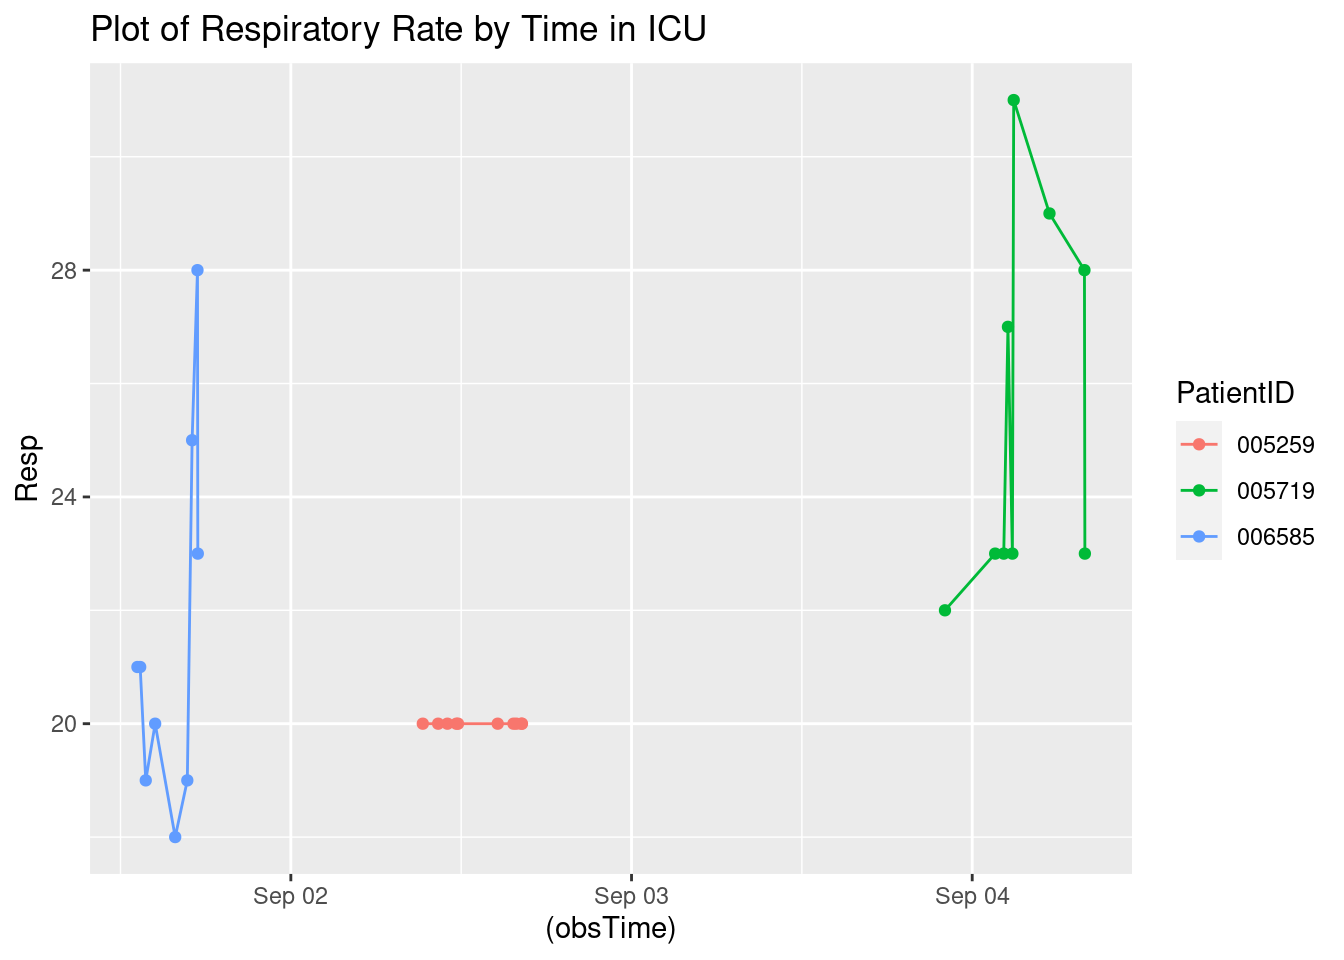 Plot of Respiratory Rate by Time in ICU
Resp
28
24
20
Sep 02 Sep 03 Sep 04
(obsTime)
PatientID
005259
005719
006585